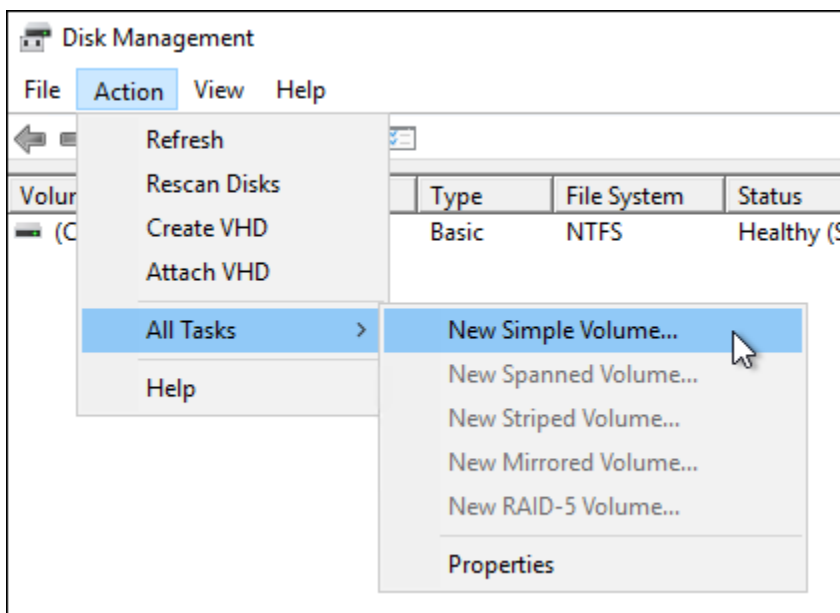 Disk Management
File Action View Help
Refresh
Rescan Disks
Create VHD
Attach VHD
All Tasks
Help
Type File System Status
Basic NTFS Healthy
New Simple Volume...
New Spanned Volume...
New Striped Volume...
New Mirrored Volume...
New RAID-5 Volume...
Properties